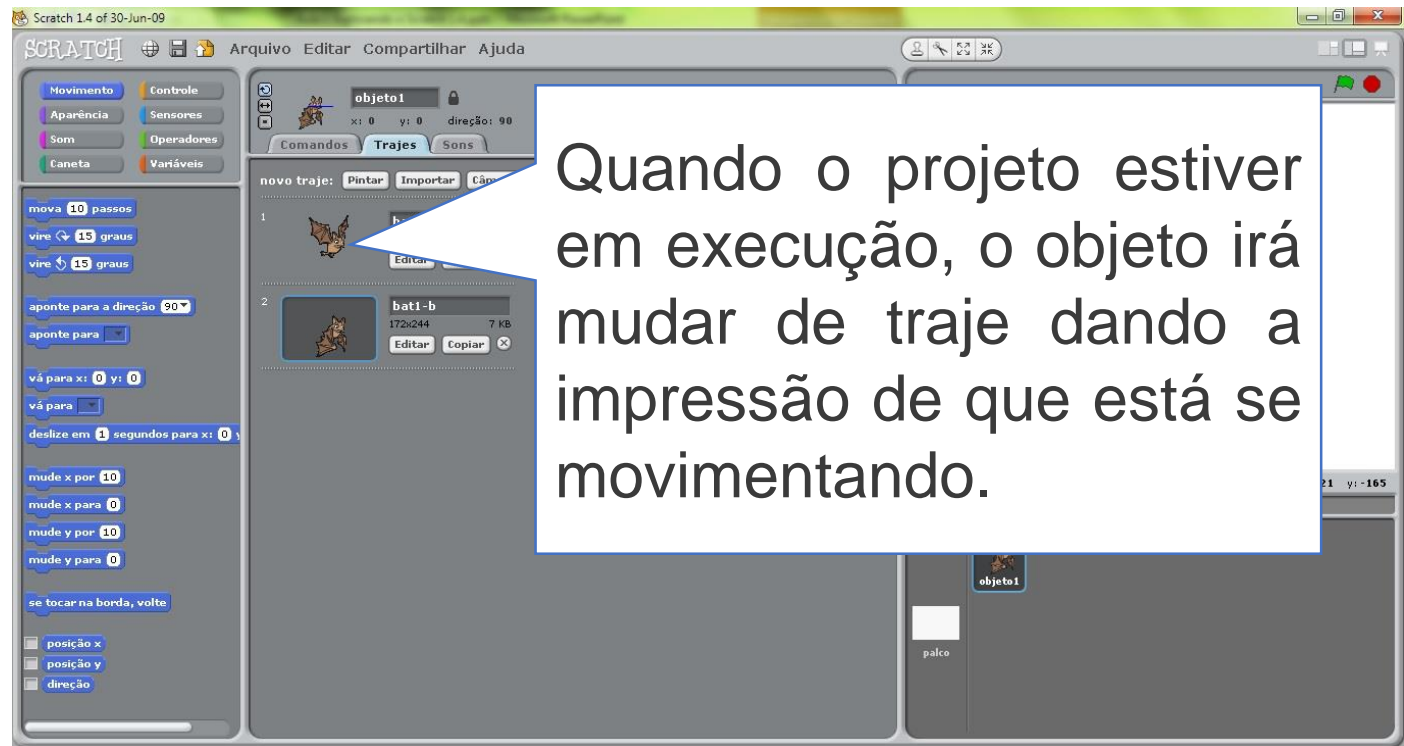 Scratch 1.4 of 30-Jun-09
SCRATCH Arquivo Editar Compartilhar Ajuda
Movimento Controle
Aparência Sensores
Som Operadores
Caneta Variáveis
mova 10 passos
vire 15 graus
vire 15 graus
aponte para a direção 90
aponte para
vá para x: 0 y: 0
vá para
deslize em 1 segundos para x: 0 y
mude x por 10
mude x para 0
mude y por 10
mude y para 0
se tocar na borda, volte
posição x
posição y
direção
objeto1
x: 0 y: 0 direção: 90
Comandos Trajes Sons
novo traje: Pintar Importar
1
Editar
2
bat1-b
172x244 7 KB
Editar Copiar
Quando o projeto estiver
em execução, o objeto irá
mudar de traje dando a
impressão de que está se
movimentando.
21 y: -165
objeto1
palco